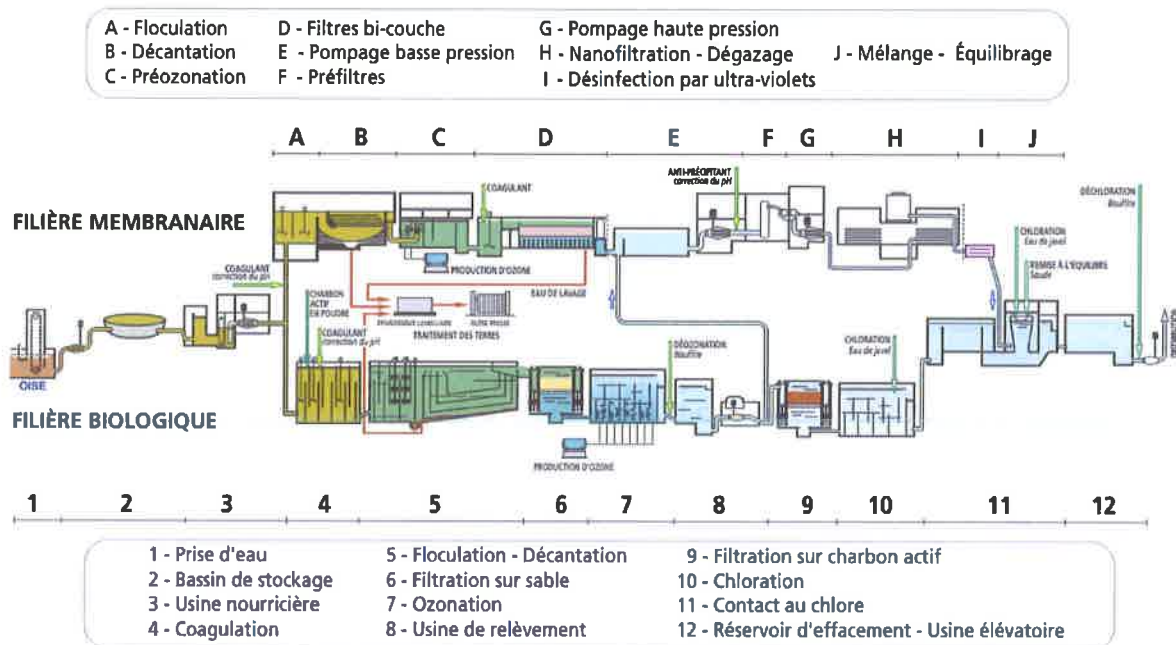 A - Floculation
B - Décantation
C - Préozonation
D - Filtres bi-couche
E - Pompage basse pression
F - Préfiltres
G - Pompage haute pression
H - Nanofiltration - Dégazage
I - Désinfection par ultra-violets
J - Mélange - Équilibrage
A B C D E F G H I J
FILIÈRE MEMBRANAIRE
COAGULANT
correction du pH
COAGULANT
ANTI-PRÉCIPITANT
correction du pH
DÉCHLORATION
Bisulfite
CHLORATION
Eau de javel
REMISE À L'ÉQUILIBRE
Soude
PRODUCTION D'OZONE
EAU DE LAVAGE
CHARBON
ACTIF
EN POUDRE
COAGULANT
correction du pH
FILTRE PRESSE
TRAITEMENT DES TERRES
DÉOZONATION
Bisulfite
CHLORATION
Eau de javel
OISE
FILIÈRE BIOLOGIQUE
PRODUCTION D'OZONE
1 2 3 4 5 6 7 8 9 10 11 12
1 - Prise d'eau
2 - Bassin de stockage
3 - Usine nourricière
4 - Coagulation
5 - Floculation - Décantation
6 - Filtration sur sable
7 - Ozonation
8 - Usine de relèvement
9 - Filtration sur charbon actif
10 - Chloration
11 - Contact au chlore
12 - Réservoir d'effacement - Usine élévatoire